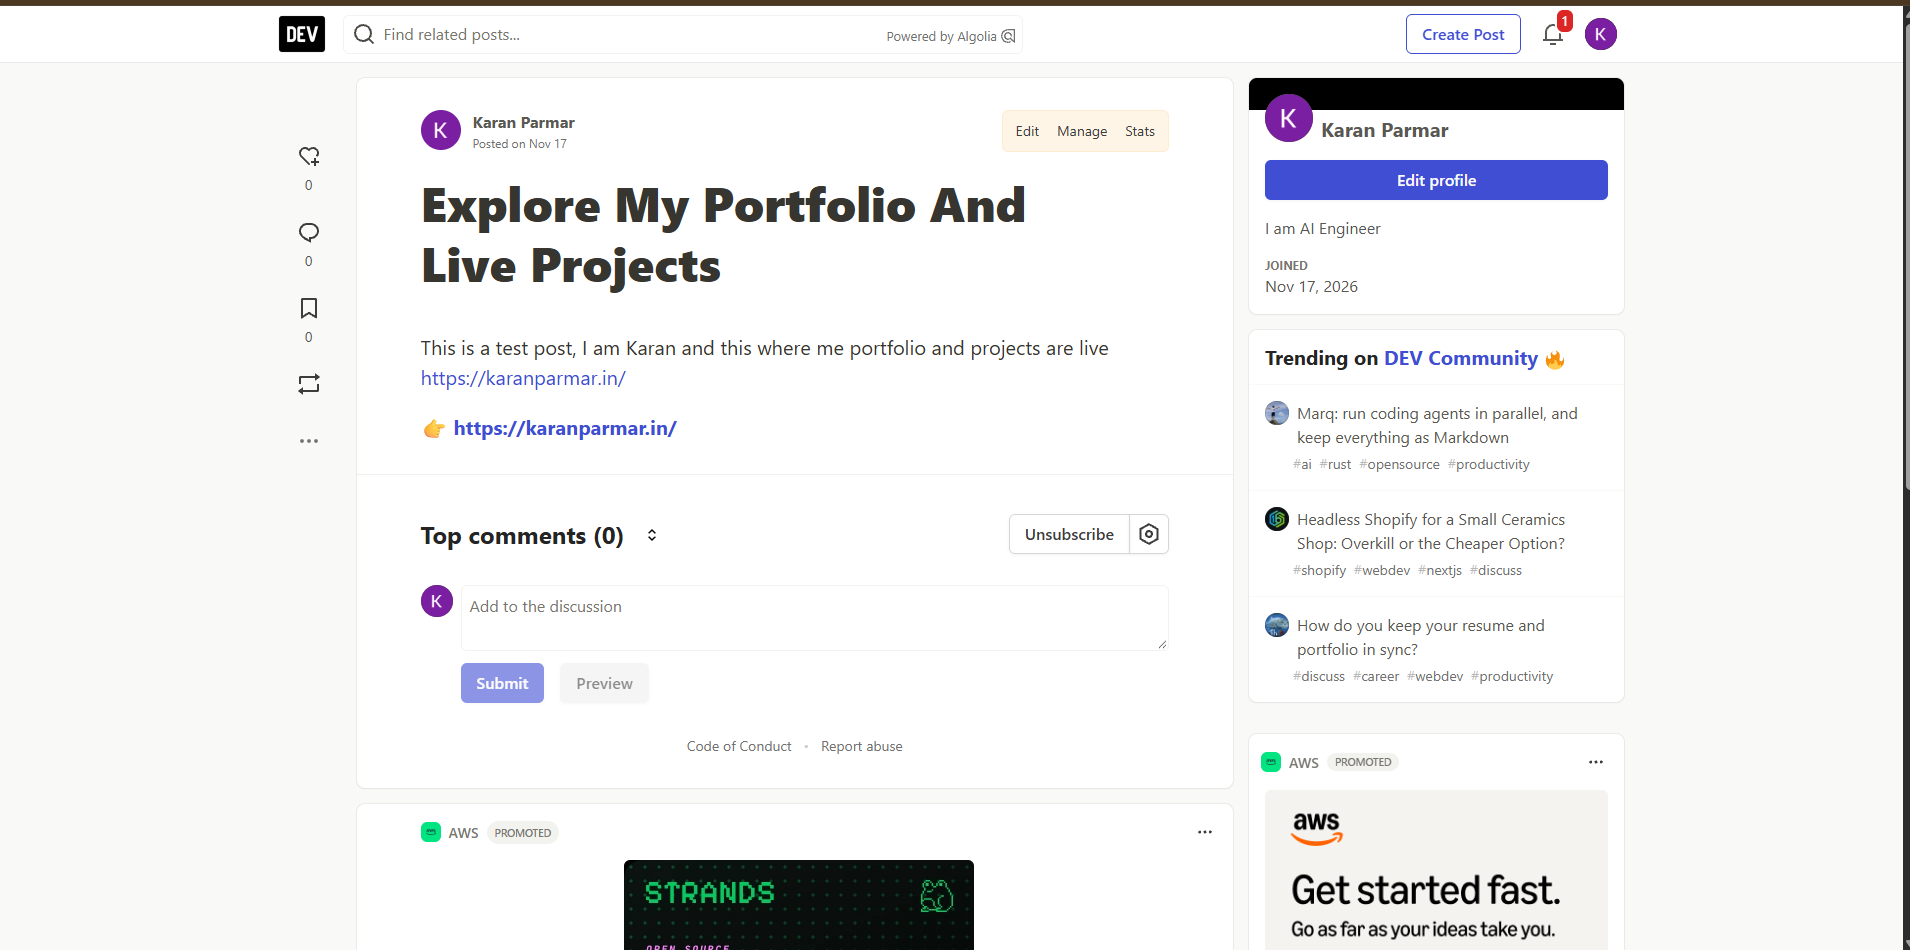 DEV
Find related posts...
Powered by Algolia
Create Post
1
K
K
Karan Parmar
Posted on Nov 17
Edit Manage Stats
0
0
0
Explore My Portfolio And
Live Projects
This is a test post, I am Karan and this where me portfolio and projects are live
https://karanparmar.in/
👉 https://karanparmar.in/
Top comments (0)
Unsubscribe
K
Add to the discussion
Submit
Preview
Code of Conduct • Report abuse
AWS PROMOTED
STRANDS
OPEN SOURCE
K
Karan Parmar
Edit profile
I am AI Engineer
JOINED
Nov 17, 2026
Trending on DEV Community 🔥
Marq: run coding agents in parallel, and
keep everything as Markdown
#ai #rust #opensource #productivity
Headless Shopify for a Small Ceramics
Shop: Overkill or the Cheaper Option?
#shopify #webdev #nextjs #discuss
How do you keep your resume and
portfolio in sync?
#discuss #career #webdev #productivity
AWS PROMOTED
aws
Get started fast.
Go as far as your ideas take you.